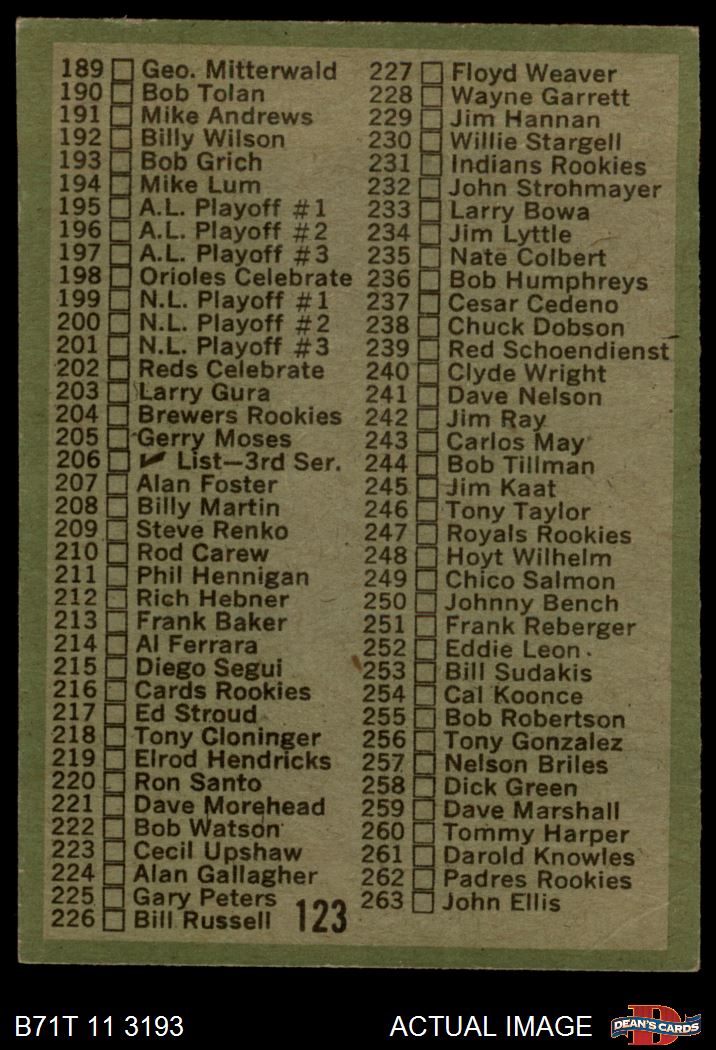 189 Geo. Mitterwald
190 Bob Tolan
191 Mike Andrews
192 Billy Wilson
193 Bob Grich
194 Mike Lum
195 A.L. Playoff #1
196 A.L. Playoff #2
197 A.L. Playoff #3
198 Orioles Celebrate
199 N.L. Playoff #1
200 N.L. Playoff #2
201 N.L. Playoff #3
202 Reds Celebrate
203 Larry Gura
204 Brewers Rookies
205 Gerry Moses
206 ✔ List—3rd Ser.
207 Alan Foster
208 Billy Martin
209 Steve Renko
210 Rod Carew
211 Phil Hennigan
212 Rich Hebner
213 Frank Baker
214 Al Ferrara
215 Diego Segui
216 Cards Rookies
217 Ed Stroud
218 Tony Cloninger
219 Elrod Hendricks
220 Ron Santo
221 Dave Morehead
222 Bob Watson
223 Cecil Upshaw
224 Alan Gallagher
225 Gary Peters
226 Bill Russell
123
227 Floyd Weaver
228 Wayne Garrett
229 Jim Hannan
230 Willie Stargell
231 Indians Rookies
232 John Strohmayer
233 Larry Bowa
234 Jim Lyttle
235 Nate Colbert
236 Bob Humphreys
237 Cesar Cedeno
238 Chuck Dobson
239 Red Schoendienst
240 Clyde Wright
241 Dave Nelson
242 Jim Ray
243 Carlos May
244 Bob Tillman
245 Jim Kaat
246 Tony Taylor
247 Royals Rookies
248 Hoyt Wilhelm
249 Chico Salmon
250 Johnny Bench
251 Frank Reberger
252 Eddie Leon
253 Bill Sudakis
254 Cal Koonce
255 Bob Robertson
256 Tony Gonzalez
257 Nelson Briles
258 Dick Green
259 Dave Marshall
260 Tommy Harper
261 Darold Knowles
262 Padres Rookies
263 John Ellis
B71T 11 3193
ACTUAL IMAGE
D
DEAN'S CARDS